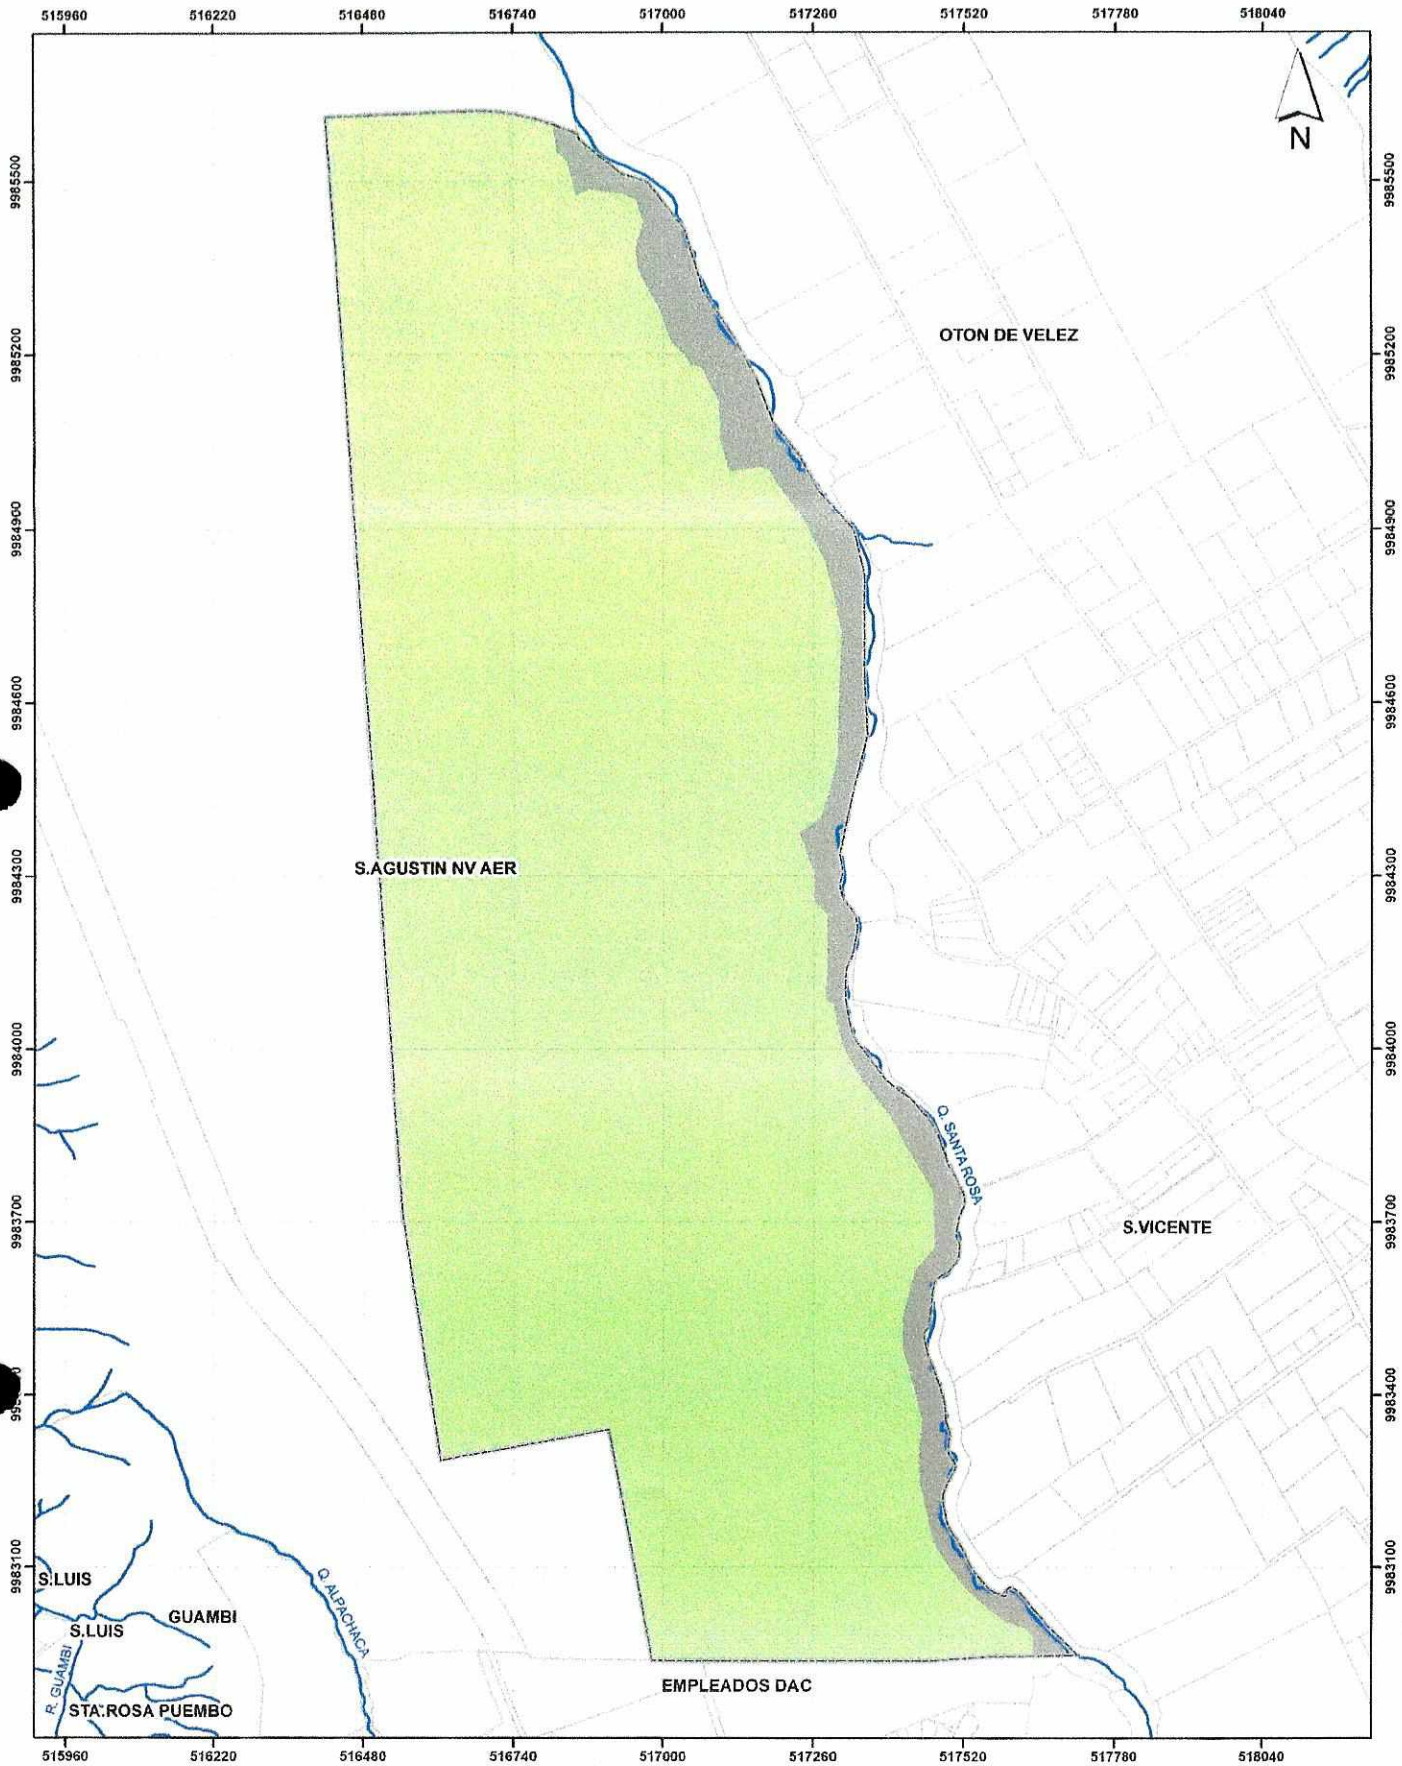 515960 516220 516480 516740 517000 517260 517520 517780 518040
N
9985500 9985500
OTON DE VELEZ
9985200 9985200
9984900 9984900
9984600 9984600
S.AGUSTIN NV AER
9984300 9984300
9984000 9984000
Q. SANTA ROSA
9983700 9983700
S.VICENTE
9983400
9983100 9983100
S.LUIS
Q. ALPACHACA
GUAMBI
S.LUIS
R. GUAMBI
EMPLEADOS DAC
STA.ROSA PUEMBO
515960 516220 516480 516740 517000 517260 517520 517780 518040